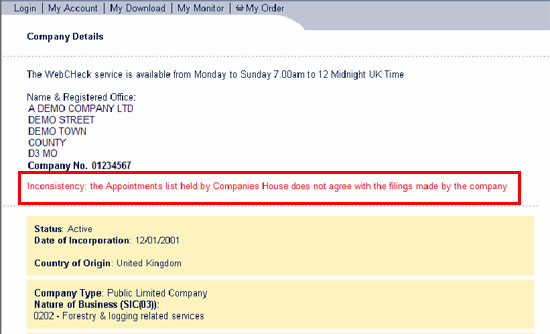 Login | My Account | My Download | My Monitor | My Order
Company Details
The WebCHeck service is available from Monday to Sunday 7.00am to 12 Midnight UK Time
Name & Registered Office:
A DEMO COMPANY LTD
DEMO STREET
DEMO TOWN
COUNTY
D3 MO
Company No. 01234567
Inconsistency: the Appointments list held by Companies House does not agree with the filings made by the company
Status: Active
Date of Incorporation: 12/01/2001
Country of Origin: United Kingdom
Company Type: Public Limited Company
Nature of Business (SIC(03)):
0202 - Forestry & logging related services